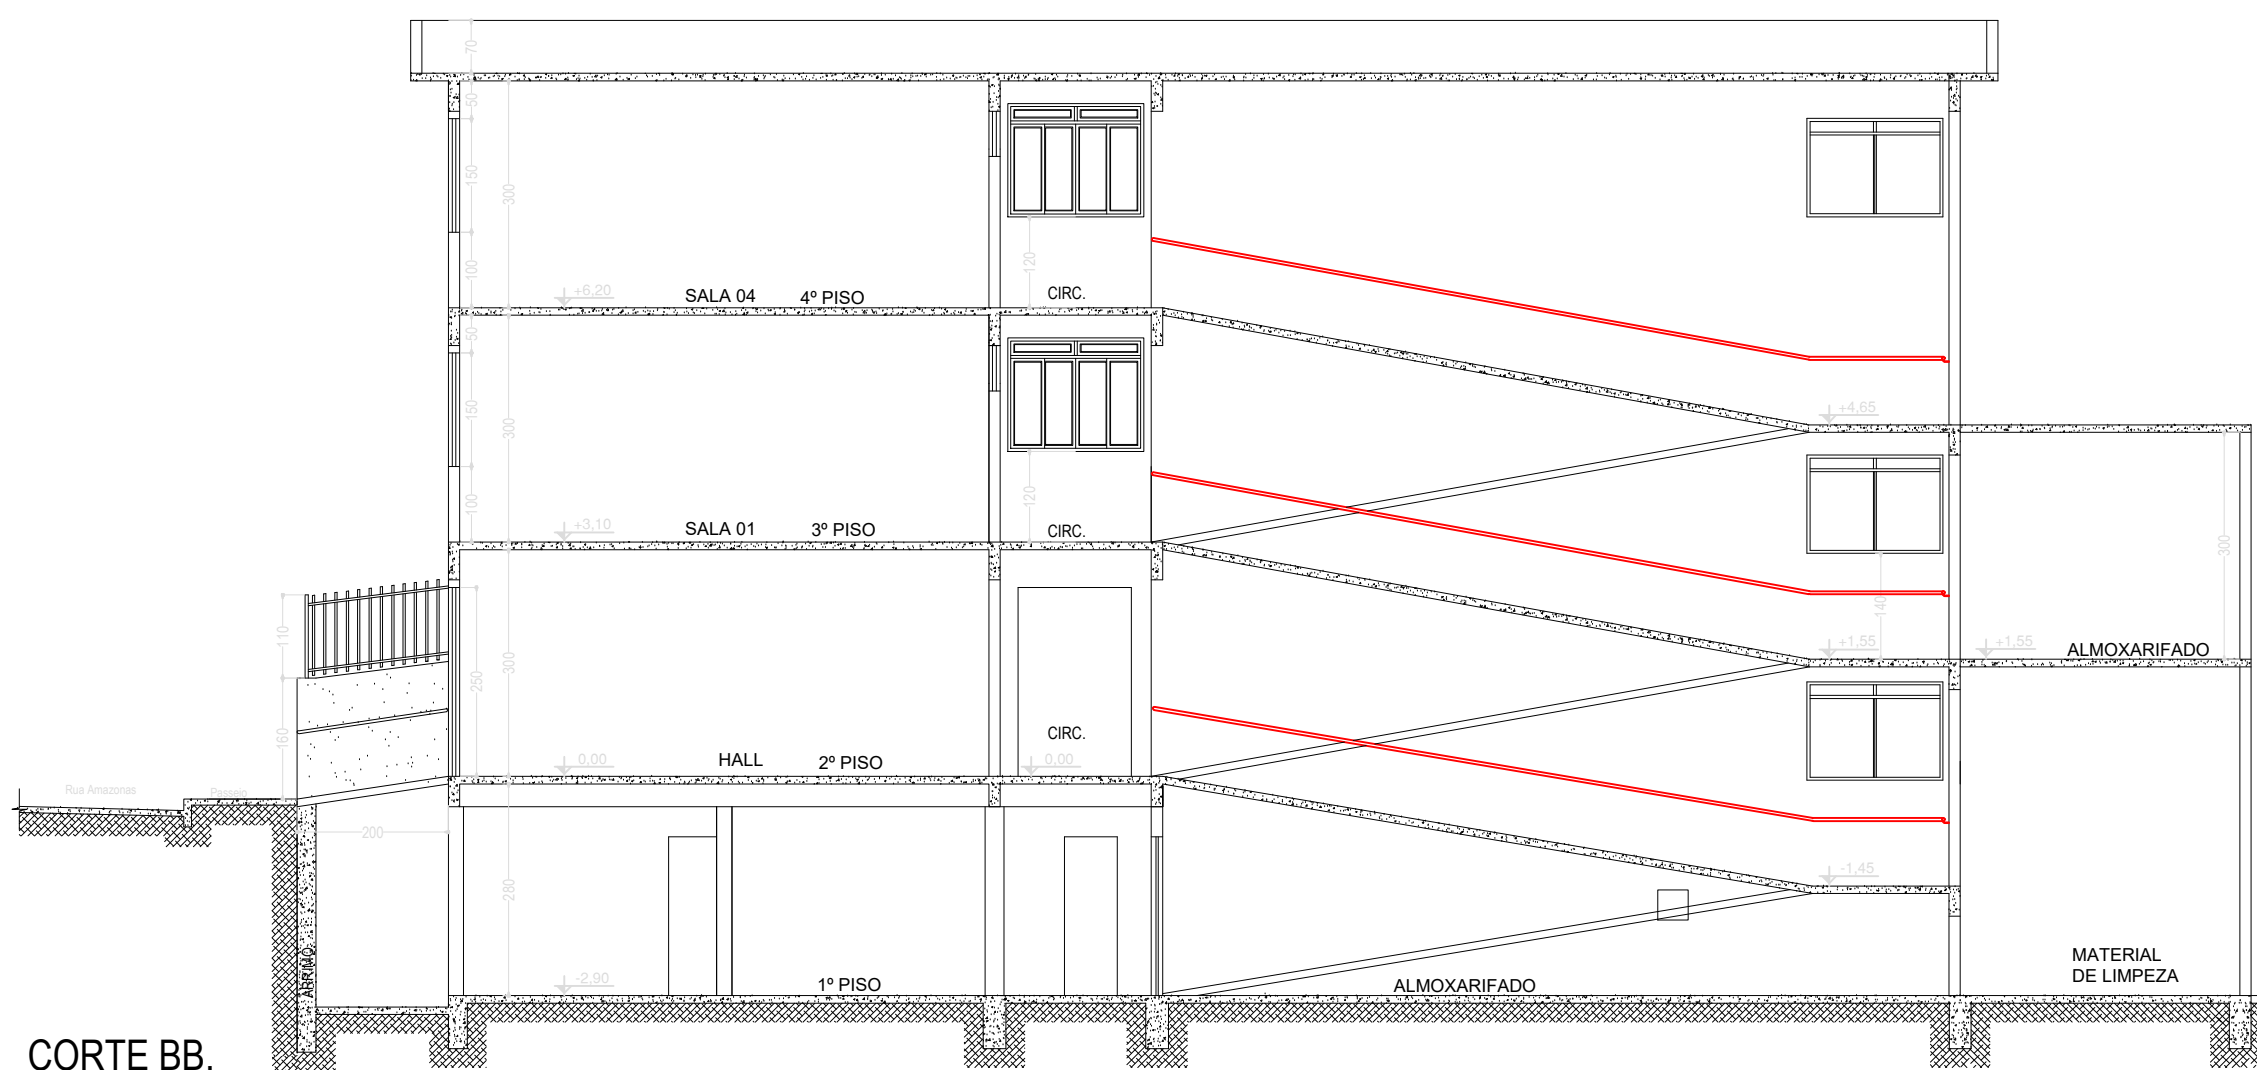 70
50
150
300
100
120
+6,20
SALA 04
4º PISO
CIRC.
50
150
300
100
120
+4,65
+3,10
SALA 01
3º PISO
CIRC.
300
110
300
250
140
160
+1,55
+1,55
ALMOXARIFADO
CIRC.
0,00
HALL
2º PISO
0,00
Rua Amazonas
Passeio
200
280
-1,45
ARRIMO
-2,90
1º PISO
ALMOXARIFADO
MATERIAL
DE LIMPEZA
CORTE BB.